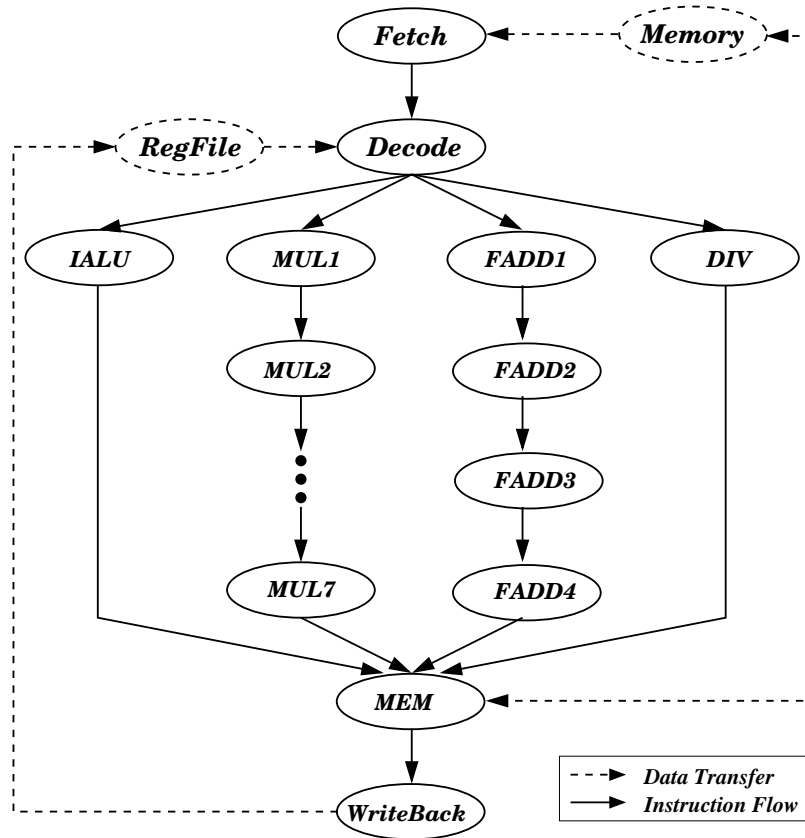 Fetch
Memory
RegFile
Decode
IALU
MUL1
FADD1
DIV
MUL2
FADD2
FADD3
MUL7
FADD4
MEM
WriteBack
Data Transfer
Instruction Flow